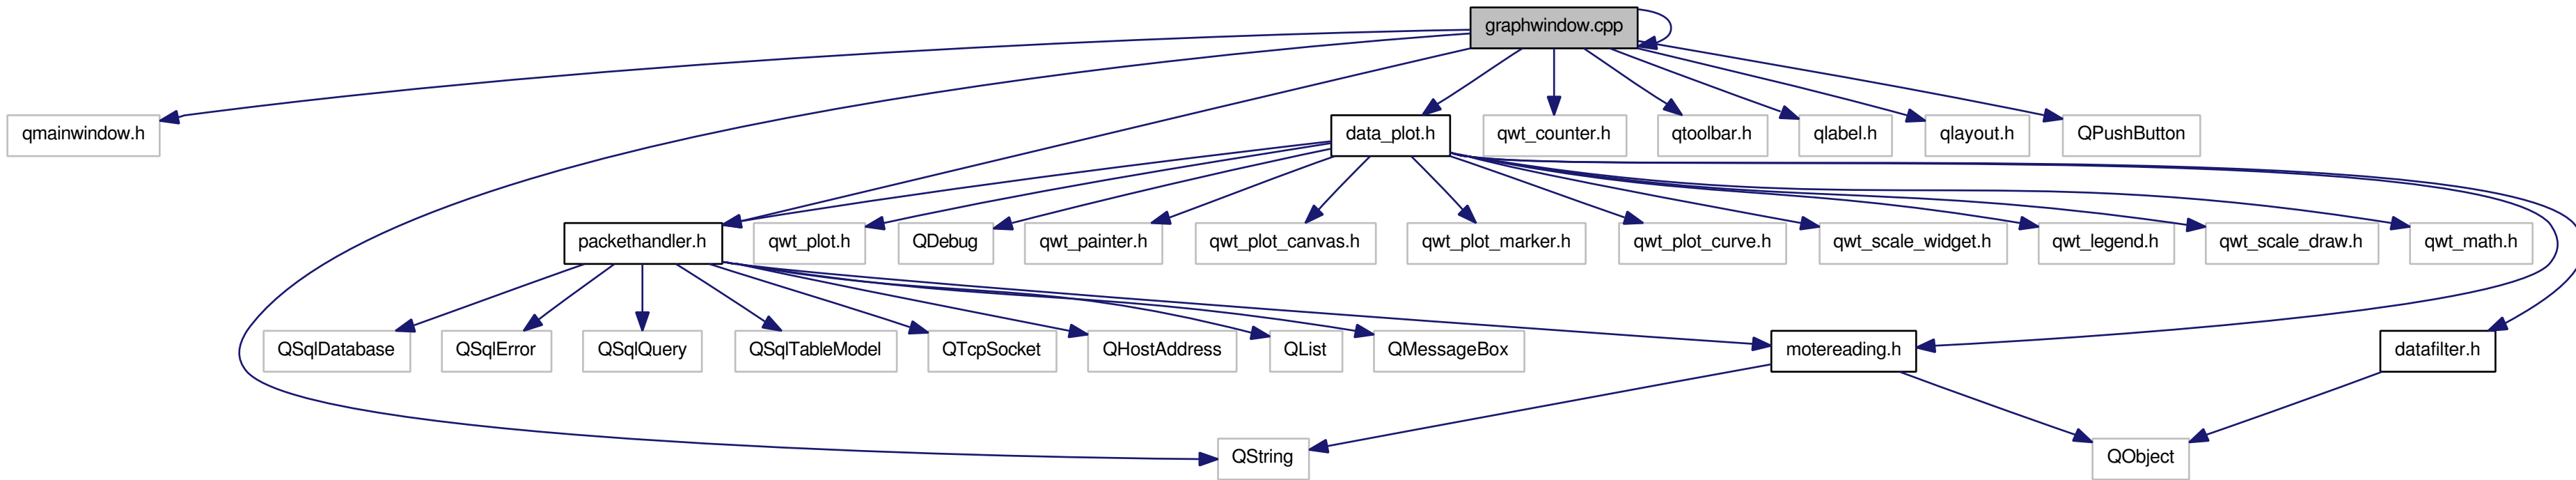 graphwindow.cpp
qmainwindow.h
data_plot.h
qwt_counter.h
qtoolbar.h
qlabel.h
qlayout.h
QPushButton
packethandler.h
qwt_plot.h
QDebug
qwt_painter.h
qwt_plot_canvas.h
qwt_plot_marker.h
qwt_plot_curve.h
qwt_scale_widget.h
qwt_legend.h
qwt_scale_draw.h
qwt_math.h
QSqlDatabase
QSqlError
QSqlQuery
QSqlTableModel
QTcpSocket
QHostAddress
QList
QMessageBox
motereading.h
datafilter.h
QString
QObject